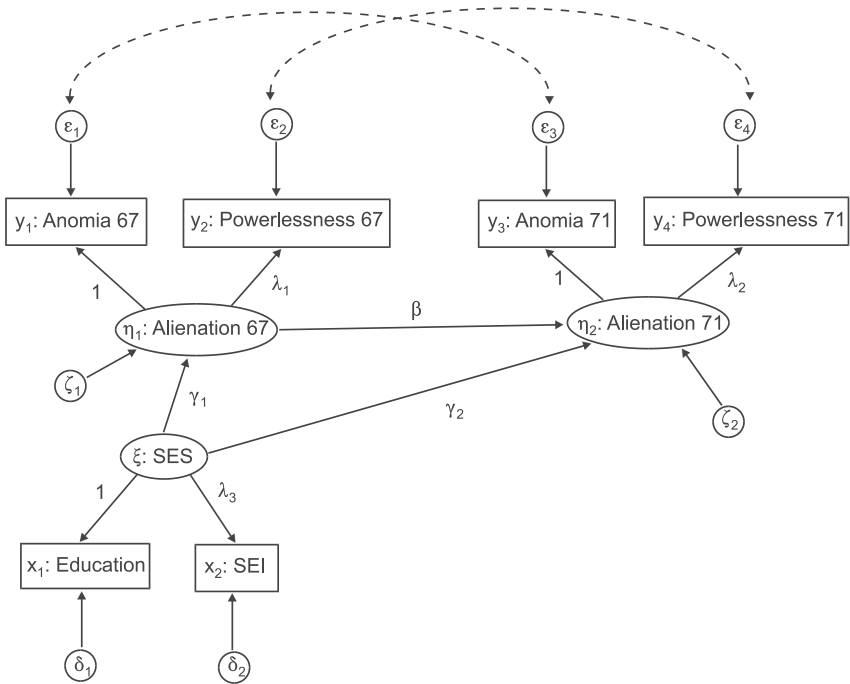 ε₁
ε₂
ε₃
ε₄
y₁: Anomia 67
y₂: Powerlessness 67
y₃: Anomia 71
y₄: Powerlessness 71
1
λ₁
1
λ₂
η₁: Alienation 67
β
η₂: Alienation 71
ζ₁
γ₁
γ₂
ζ₂
ξ: SES
1
λ₃
x₁: Education
x₂: SEI
δ₁
δ₂